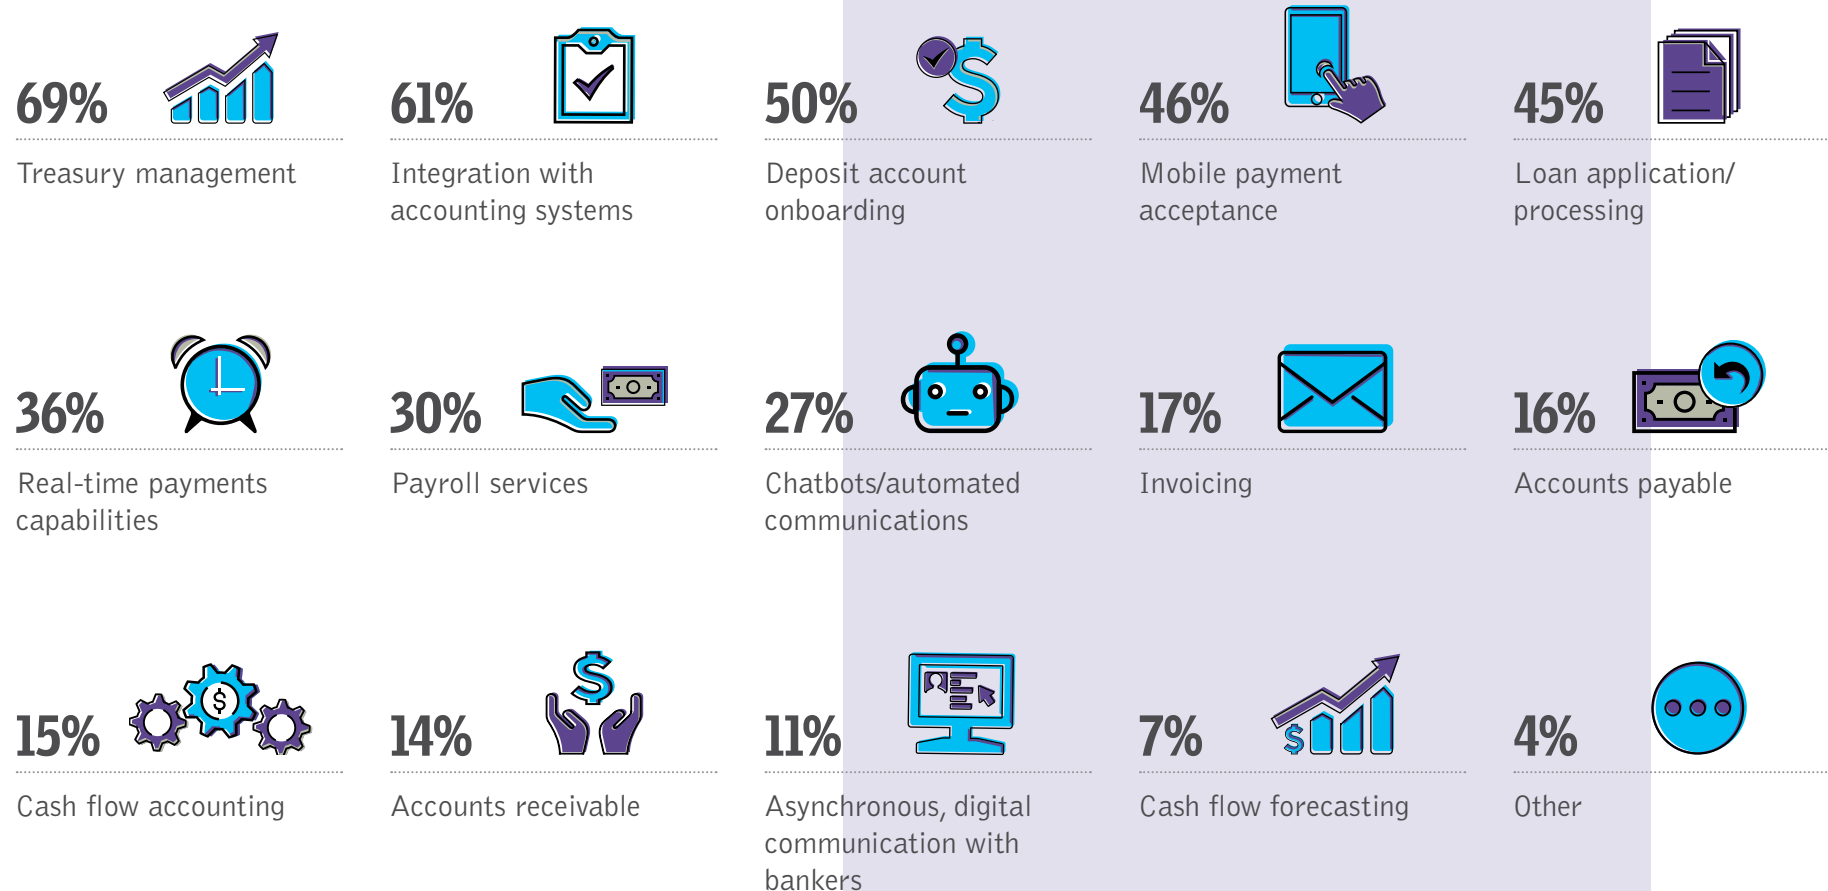 69%
Treasury management
61%
Integration with
accounting systems
50%
Deposit account
onboarding
46%
Mobile payment
acceptance
45%
Loan application/
processing
36%
Real-time payments
capabilities
30%
Payroll services
27%
Chatbots/automated
communications
17%
Invoicing
16%
Accounts payable
15%
Cash flow accounting
14%
Accounts receivable
11%
Asynchronous, digital
communication with
bankers
7%
Cash flow forecasting
4%
Other